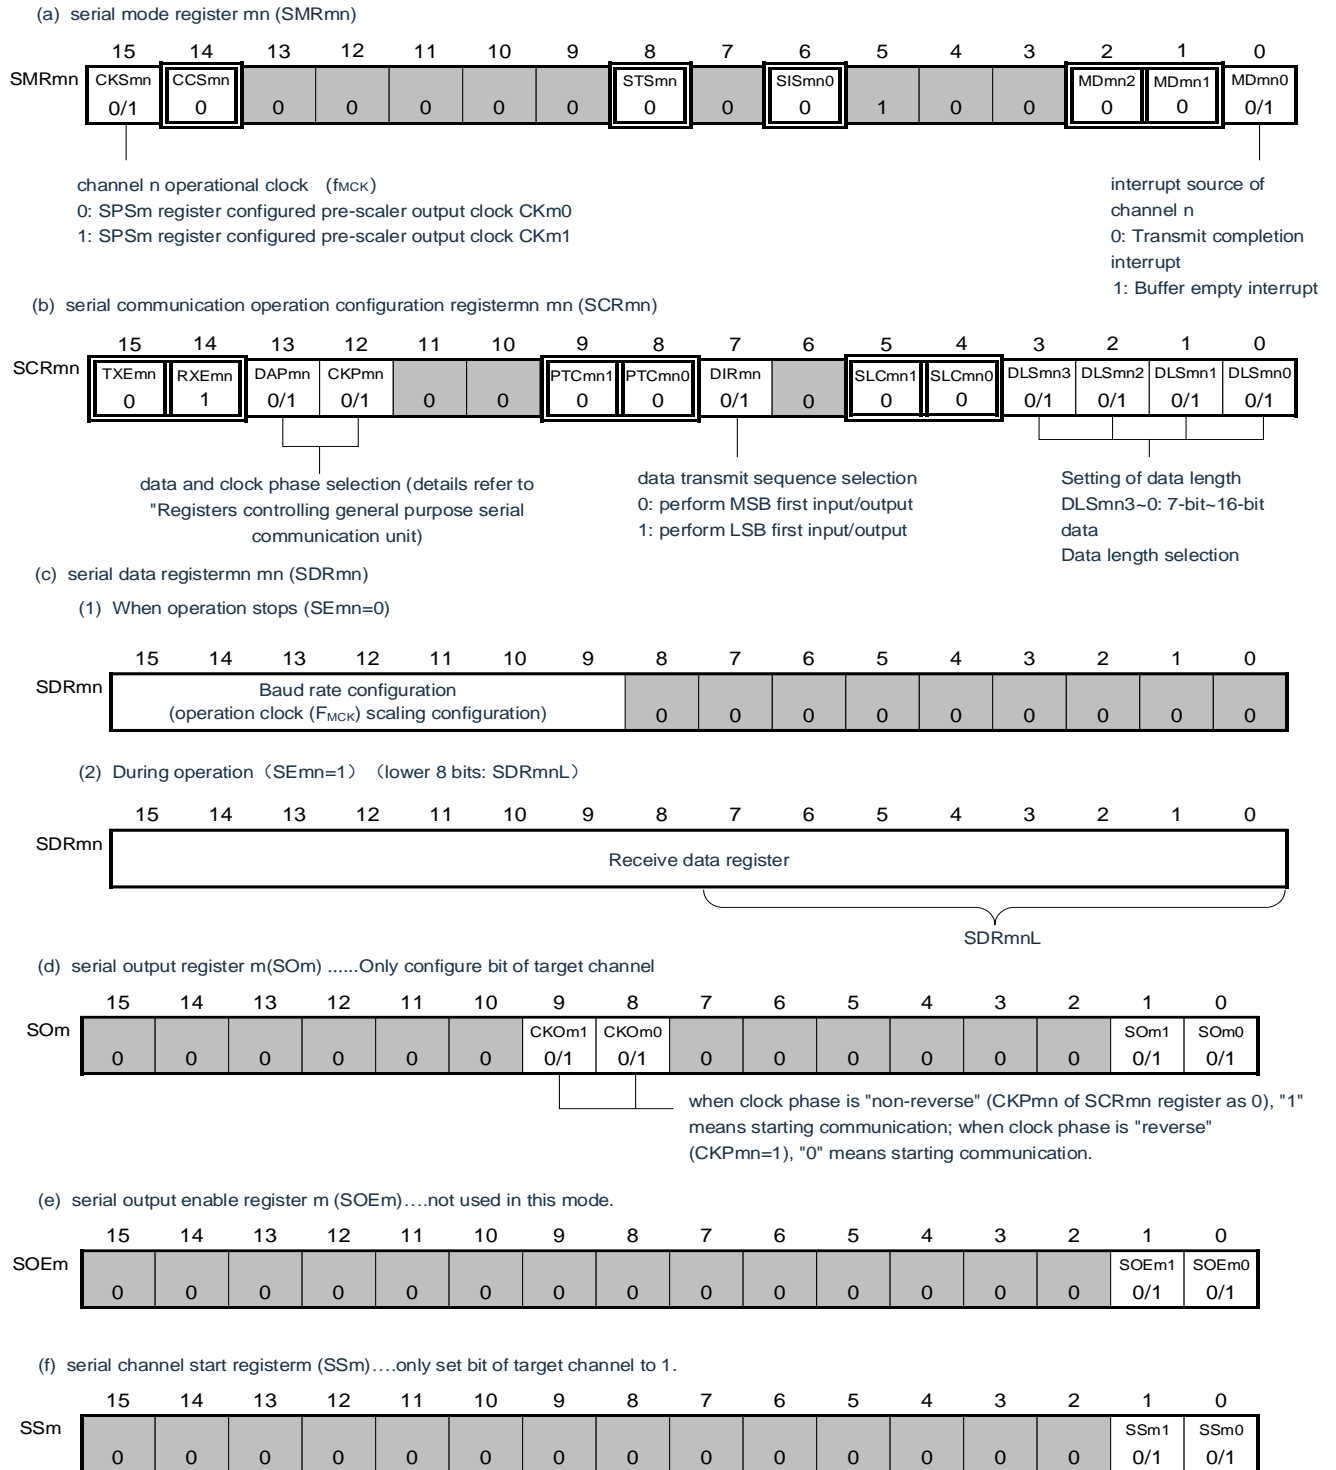 (a) serial mode register mn (SMRmn)
15 14 13 12 11 10 9 8 7 6 5 4 3 2 1 0
SMRmn CKSmn CCSmn STSmn SISmn0 MDmn2 MDmn1 MDmn0
0/1 0 0 0 0 0 0 0 0 0 1 0 0 0 0 0/1
channel n operational clock (fMCK)
0: SPSm register configured pre-scaler output clock CKm0
1: SPSm register configured pre-scaler output clock CKm1
interrupt source of
channel n
0: Transmit completion
interrupt
1: Buffer empty interrupt
(b) serial communication operation configuration registermn mn (SCRmn)
15 14 13 12 11 10 9 8 7 6 5 4 3 2 1 0
SCRmn TXEmn RXEmn DAPmn CKPmn PTCmn1 PTCmn0 DIRmn SLCmn1 SLCmn0 DLSmn3 DLSmn2 DLSmn1 DLSmn0
0 1 0/1 0/1 0 0 0 0 0/1 0 0 0 0/1 0/1 0/1 0/1
data and clock phase selection (details refer to
"Registers controlling general purpose serial
communication unit)
data transmit sequence selection
0: perform MSB first input/output
1: perform LSB first input/output
Setting of data length
DLSmn3~0: 7-bit~16-bit
data
Data length selection
(c) serial data registermn mn (SDRmn)
(1) When operation stops (SEmn=0)
15 14 13 12 11 10 9 8 7 6 5 4 3 2 1 0
SDRmn Baud rate configuration
(operation clock (FMCK) scaling configuration) 0 0 0 0 0 0 0 0 0
(2) During operation（SEmn=1）（lower 8 bits: SDRmnL）
15 14 13 12 11 10 9 8 7 6 5 4 3 2 1 0
SDRmn Receive data register
SDRmnL
(d) serial output register m(SOm) ......Only configure bit of target channel
15 14 13 12 11 10 9 8 7 6 5 4 3 2 1 0
SOm CKOm1 CKOm0 SOm1 SOm0
0 0 0 0 0 0 0/1 0/1 0 0 0 0 0 0 0/1 0/1
when clock phase is "non-reverse" (CKPmn of SCRmn register as 0), "1"
means starting communication; when clock phase is "reverse"
(CKPmn=1), "0" means starting communication.
(e) serial output enable register m (SOEm)....not used in this mode.
15 14 13 12 11 10 9 8 7 6 5 4 3 2 1 0
SOEm SOEm1 SOEm0
0 0 0 0 0 0 0 0 0 0 0 0 0 0 0/1 0/1
(f) serial channel start registerm (SSm)....only set bit of target channel to 1.
15 14 13 12 11 10 9 8 7 6 5 4 3 2 1 0
SSm SSm1 SSm0
0 0 0 0 0 0 0 0 0 0 0 0 0 0 0/1 0/1